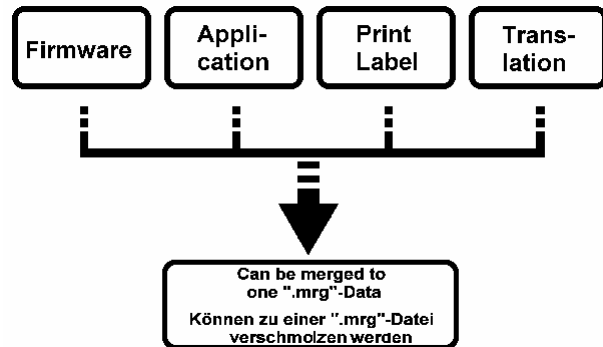 Firmware
Appli-
cation
Print
Label
Trans-
lation
Can be merged to
one ".mrg"-Data
Können zu einer ".mrg"-Datei
verschmolzen werden